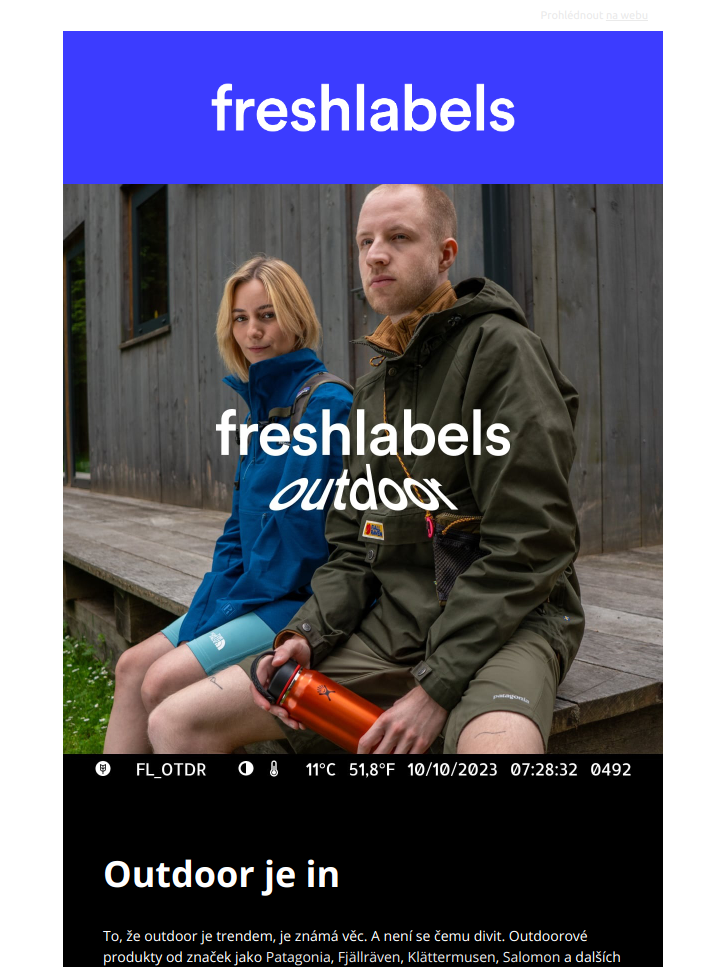 Prohlédnout na webu
freshlabels
freshlabels
outdoor
patagonia
FL_OTDR 11°C 51,8°F 10/10/2023 07:28:32 0492
Outdoor je in
To, že outdoor je trendem, je známá věc. A není se čemu divit. Outdoorové
produkty od značek jako Patagonia, Fjällräven, Klättermusen, Salomon a dalších